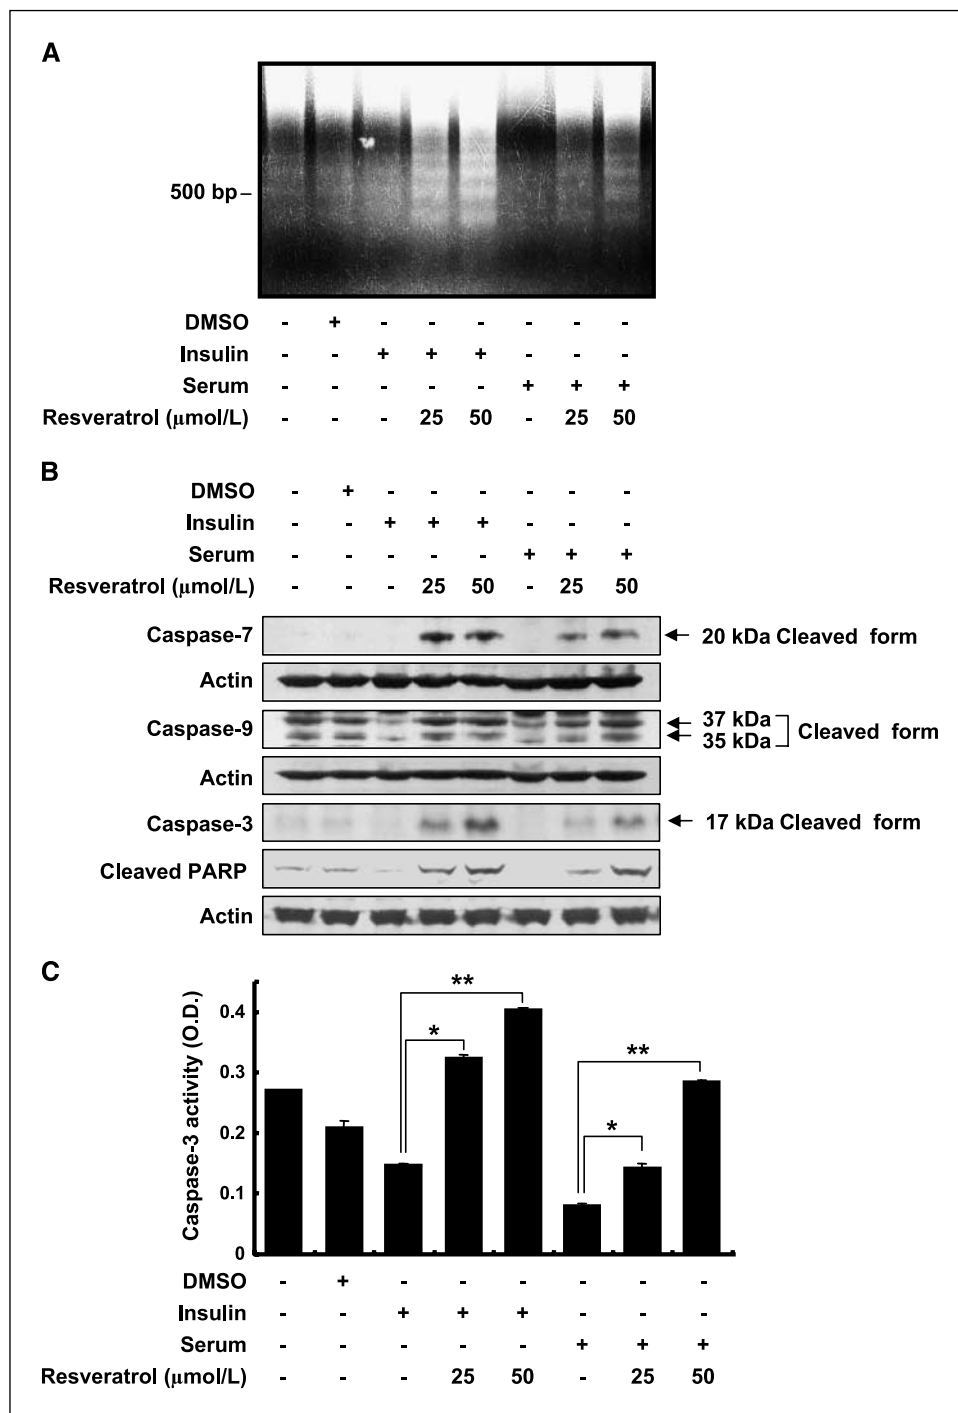 A
500 bp –
DMSO - + - - - - - -
Insulin - - + + + - - -
Serum - - - - - + + +
Resveratrol (µmol/L) - - - 25 50 - 25 50
B
DMSO - + - - - - - -
Insulin - - + + + - - -
Serum - - - - - + + +
Resveratrol (µmol/L) - - - 25 50 - 25 50
Caspase-7 20 kDa Cleaved form
Actin
Caspase-9 37 kDa 35 kDa Cleaved form
Actin
Caspase-3 17 kDa Cleaved form
Cleaved PARP
Actin
C
Caspase-3 activity (O.D.)
**
0.4
*
**
0.3
0.2
*
0.1
0
DMSO - + - - - - - -
Insulin - - + + + - - -
Serum - - - - - + + +
Resveratrol (µmol/L) - - - 25 50 - 25 50